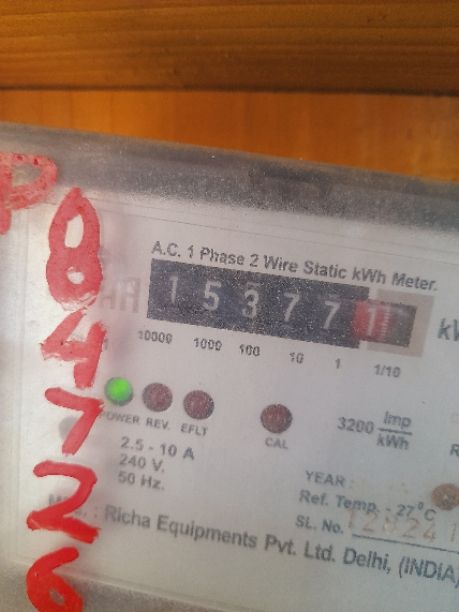 P
8
4
7
2
6
A.C. 1 Phase 2 Wire Static kWh Meter.
1 5 3 7 7 1
10000 1000 100 10 1 1/10
POWER REV. EFLT CAL
3200 Imp/kWh
2.5 - 10 A
240 V.
50 Hz.
YEAR :
Ref. Temp. - 27°C
SL. No.
: Richa Equipments Pvt. Ltd. Delhi, (INDIA)